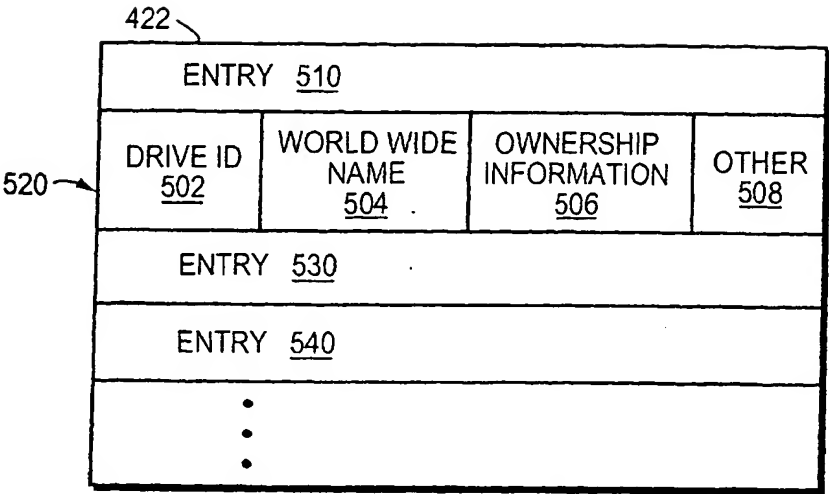 422
ENTRY 510
520
DRIVE ID
502
WORLD WIDE
NAME
504
OWNERSHIP
INFORMATION
506
OTHER
508
ENTRY 530
ENTRY 540